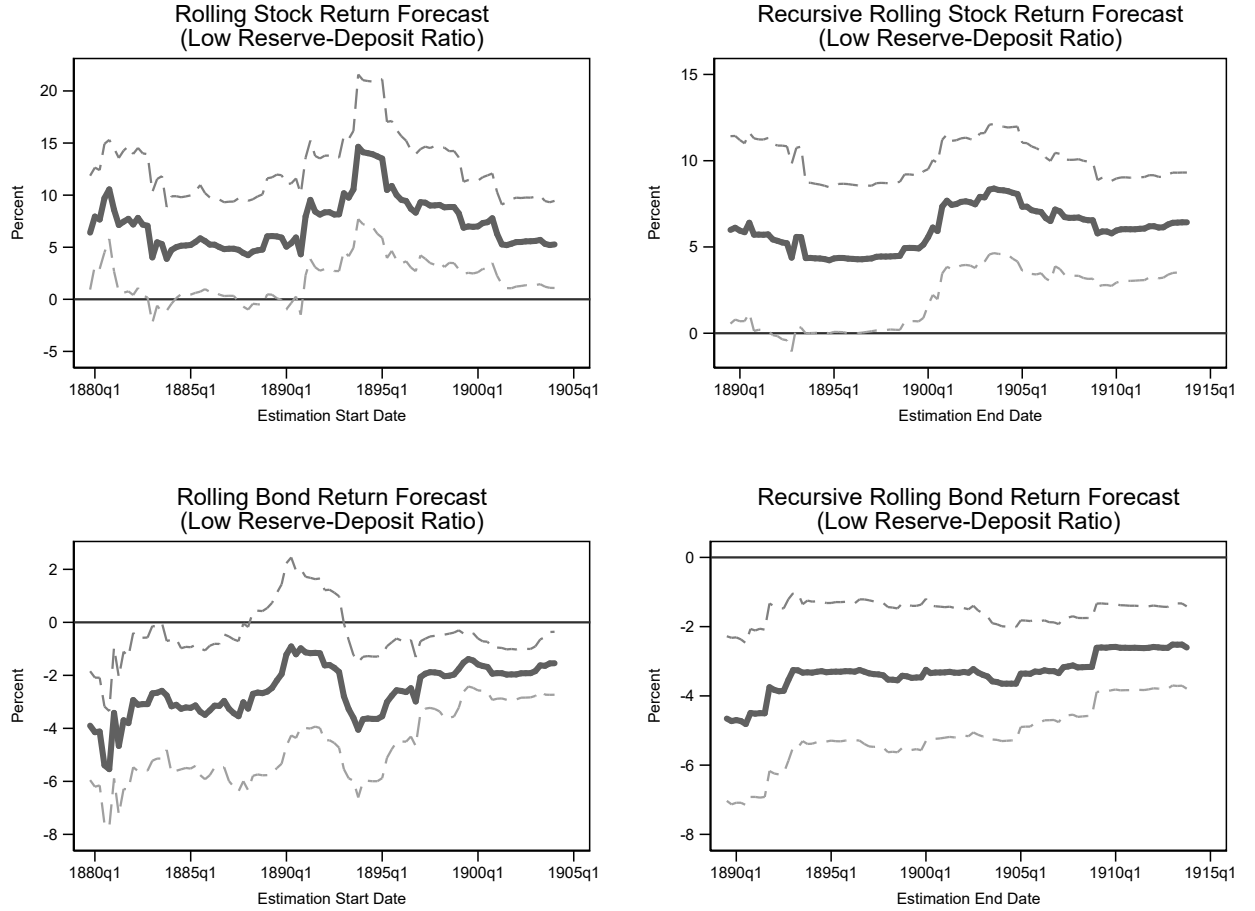 Rolling Stock Return Forecast
(Low Reserve-Deposit Ratio)
Percent
20
15
10
5
0
-5
1880q1 1885q1 1890q1 1895q1 1900q1 1905q1
Estimation Start Date
Recursive Rolling Stock Return Forecast
(Low Reserve-Deposit Ratio)
Percent
15
10
5
0
1890q1 1895q1 1900q1 1905q1 1910q1 1915q1
Estimation End Date
Rolling Bond Return Forecast
(Low Reserve-Deposit Ratio)
Percent
2
0
-2
-4
-6
-8
1880q1 1885q1 1890q1 1895q1 1900q1 1905q1
Estimation Start Date
Recursive Rolling Bond Return Forecast
(Low Reserve-Deposit Ratio)
Percent
0
-2
-4
-6
-8
1890q1 1895q1 1900q1 1905q1 1910q1 1915q1
Estimation End Date